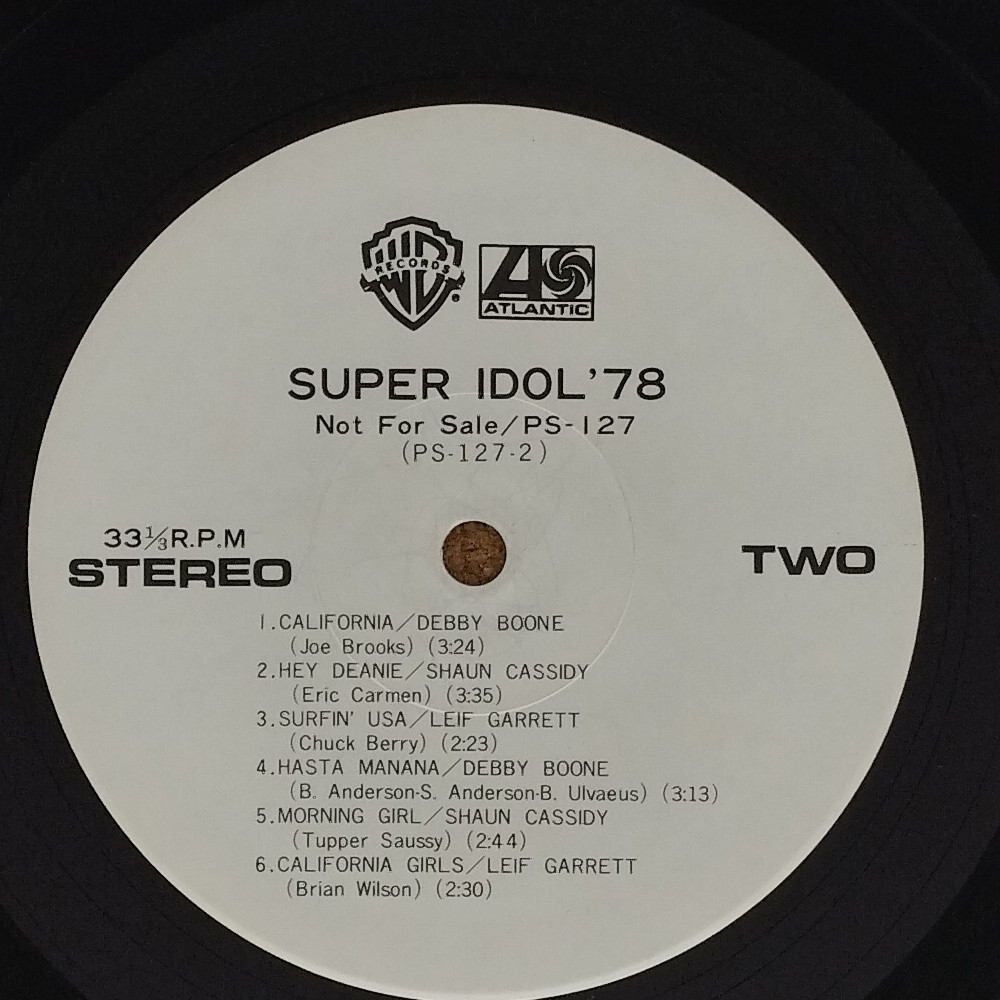 RECORDS
ATLANTIC
SUPER IDOL'78
Not For Sale/PS-127
(PS-127-2)
33⅓R.P.M
STEREO
TWO
1.CALIFORNIA/DEBBY BOONE
(Joe Brooks) (3:24)
2.HEY DEANIE/SHAUN CASSIDY
(Eric Carmen) (3:35)
3.SURFIN' USA/LEIF GARRETT
(Chuck Berry) (2:23)
4.HASTA MANANA/DEBBY BOONE
(B. Anderson-S. Anderson-B. Ulvaeus) (3:13)
5.MORNING GIRL/SHAUN CASSIDY
(Tupper Saussy) (2:44)
6.CALIFORNIA GIRLS/LEIF GARRETT
(Brian Wilson) (2:30)